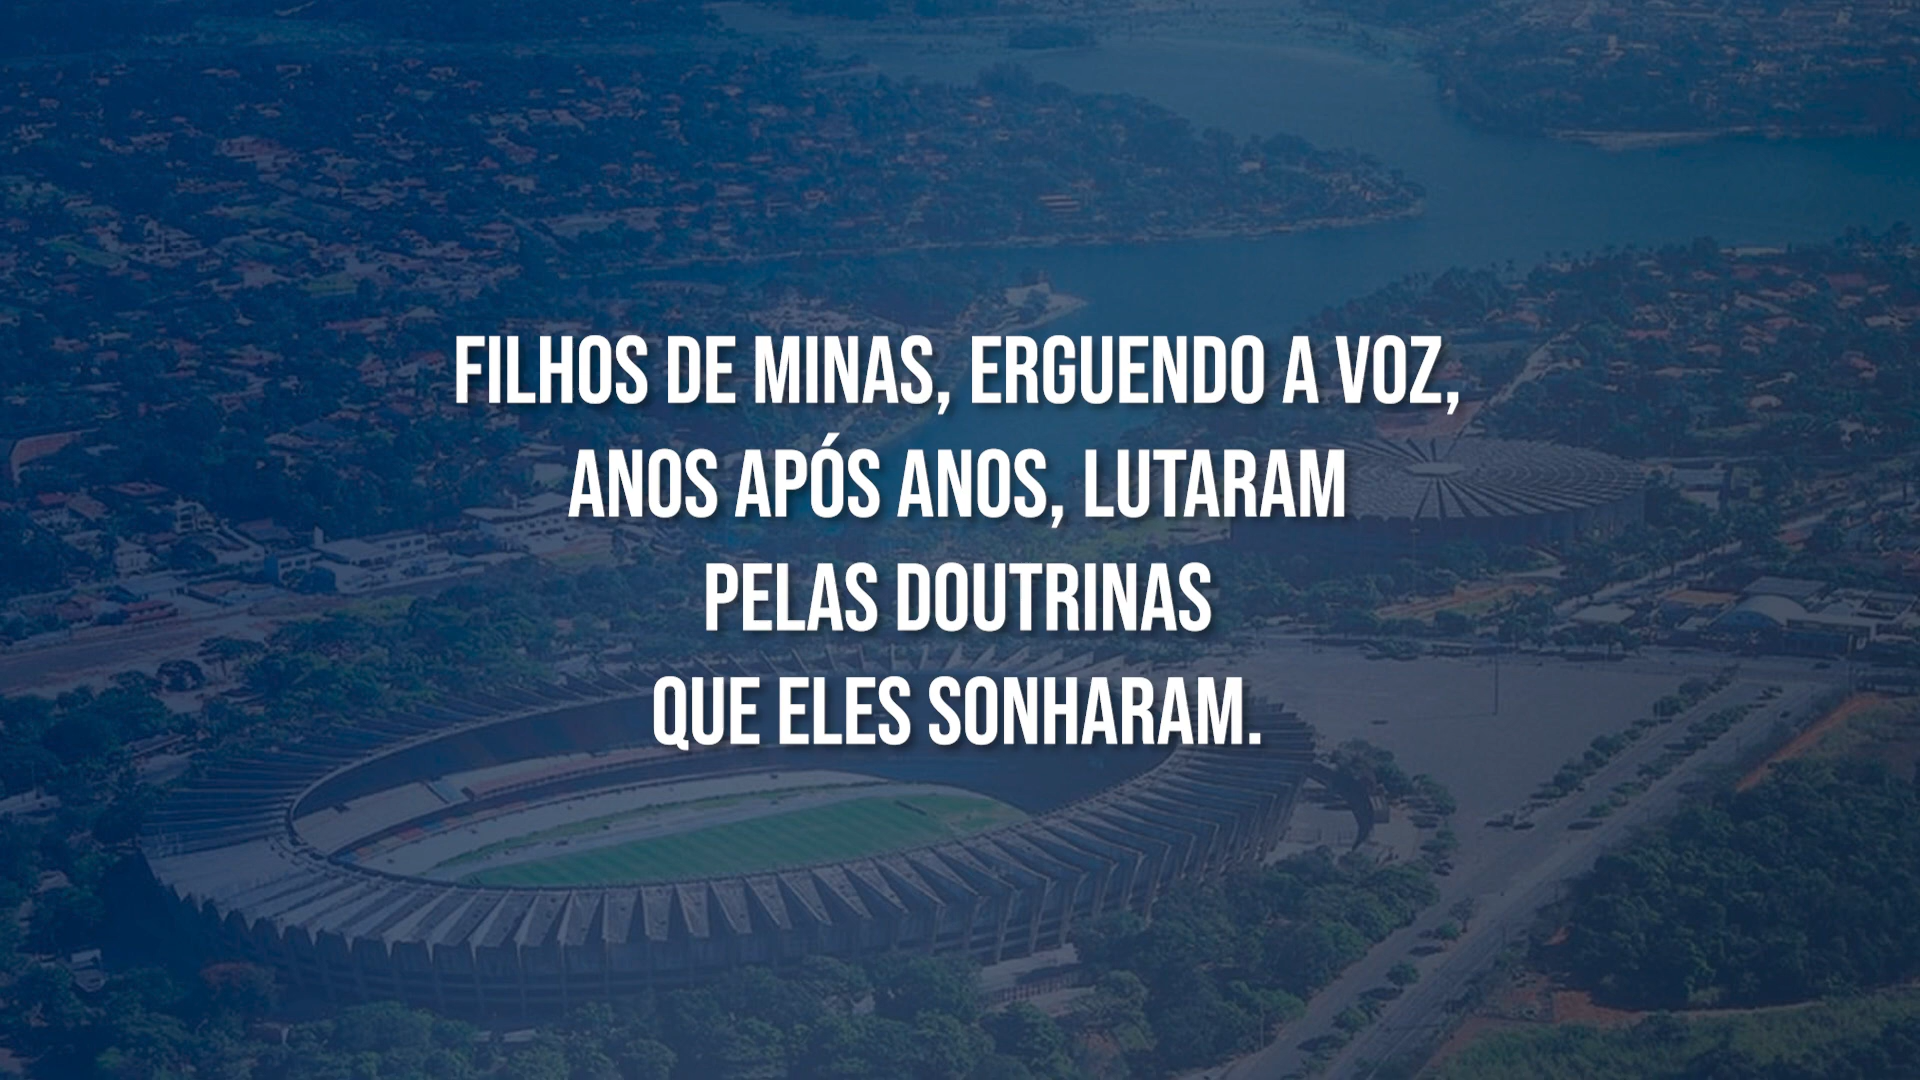 FILHOS DE MINAS, ERGUENDO A VOZ,
ANOS APÓS ANOS, LUTARAM
PELAS DOUTRINAS
QUE ELES SONHARAM.